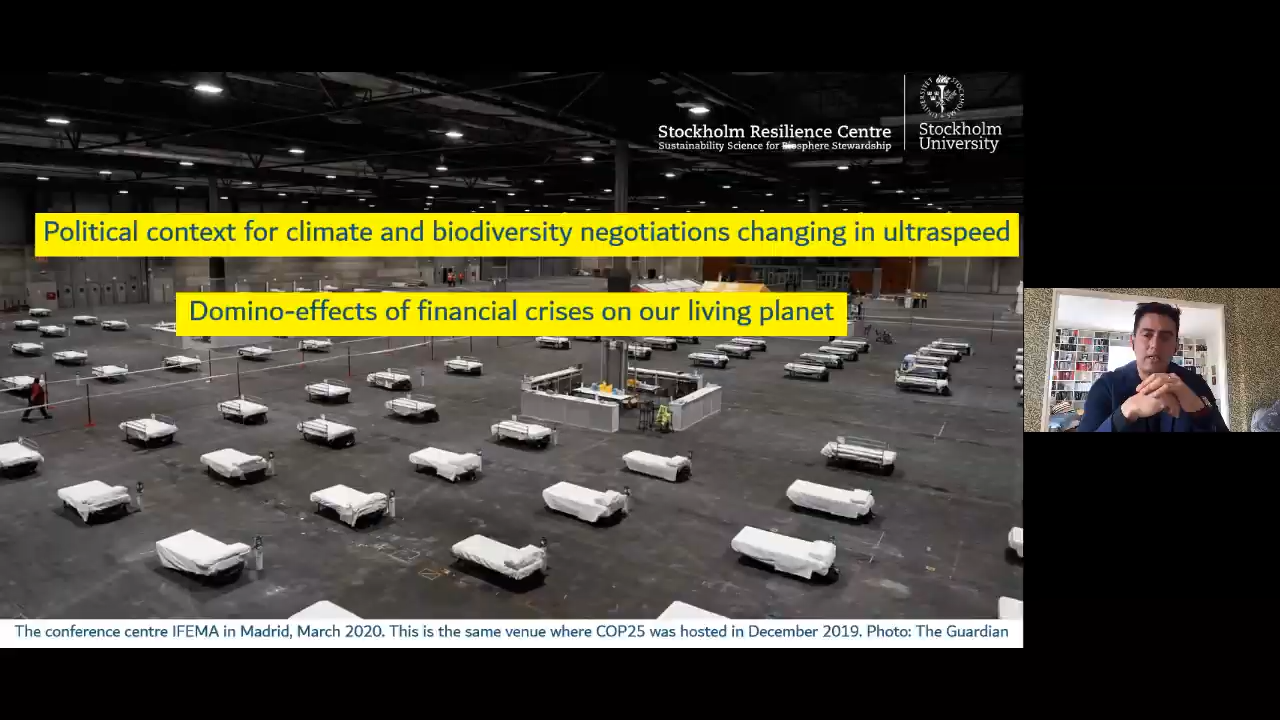 Stockholm Resilience Centre
Sustainability Science for Biosphere Stewardship
Stockholm
University
Political context for climate and biodiversity negotiations changing in ultraspeed
Domino-effects of financial crises on our living planet
The conference centre IFEMA in Madrid, March 2020. This is the same venue where COP25 was hosted in December 2019. Photo: The Guardian